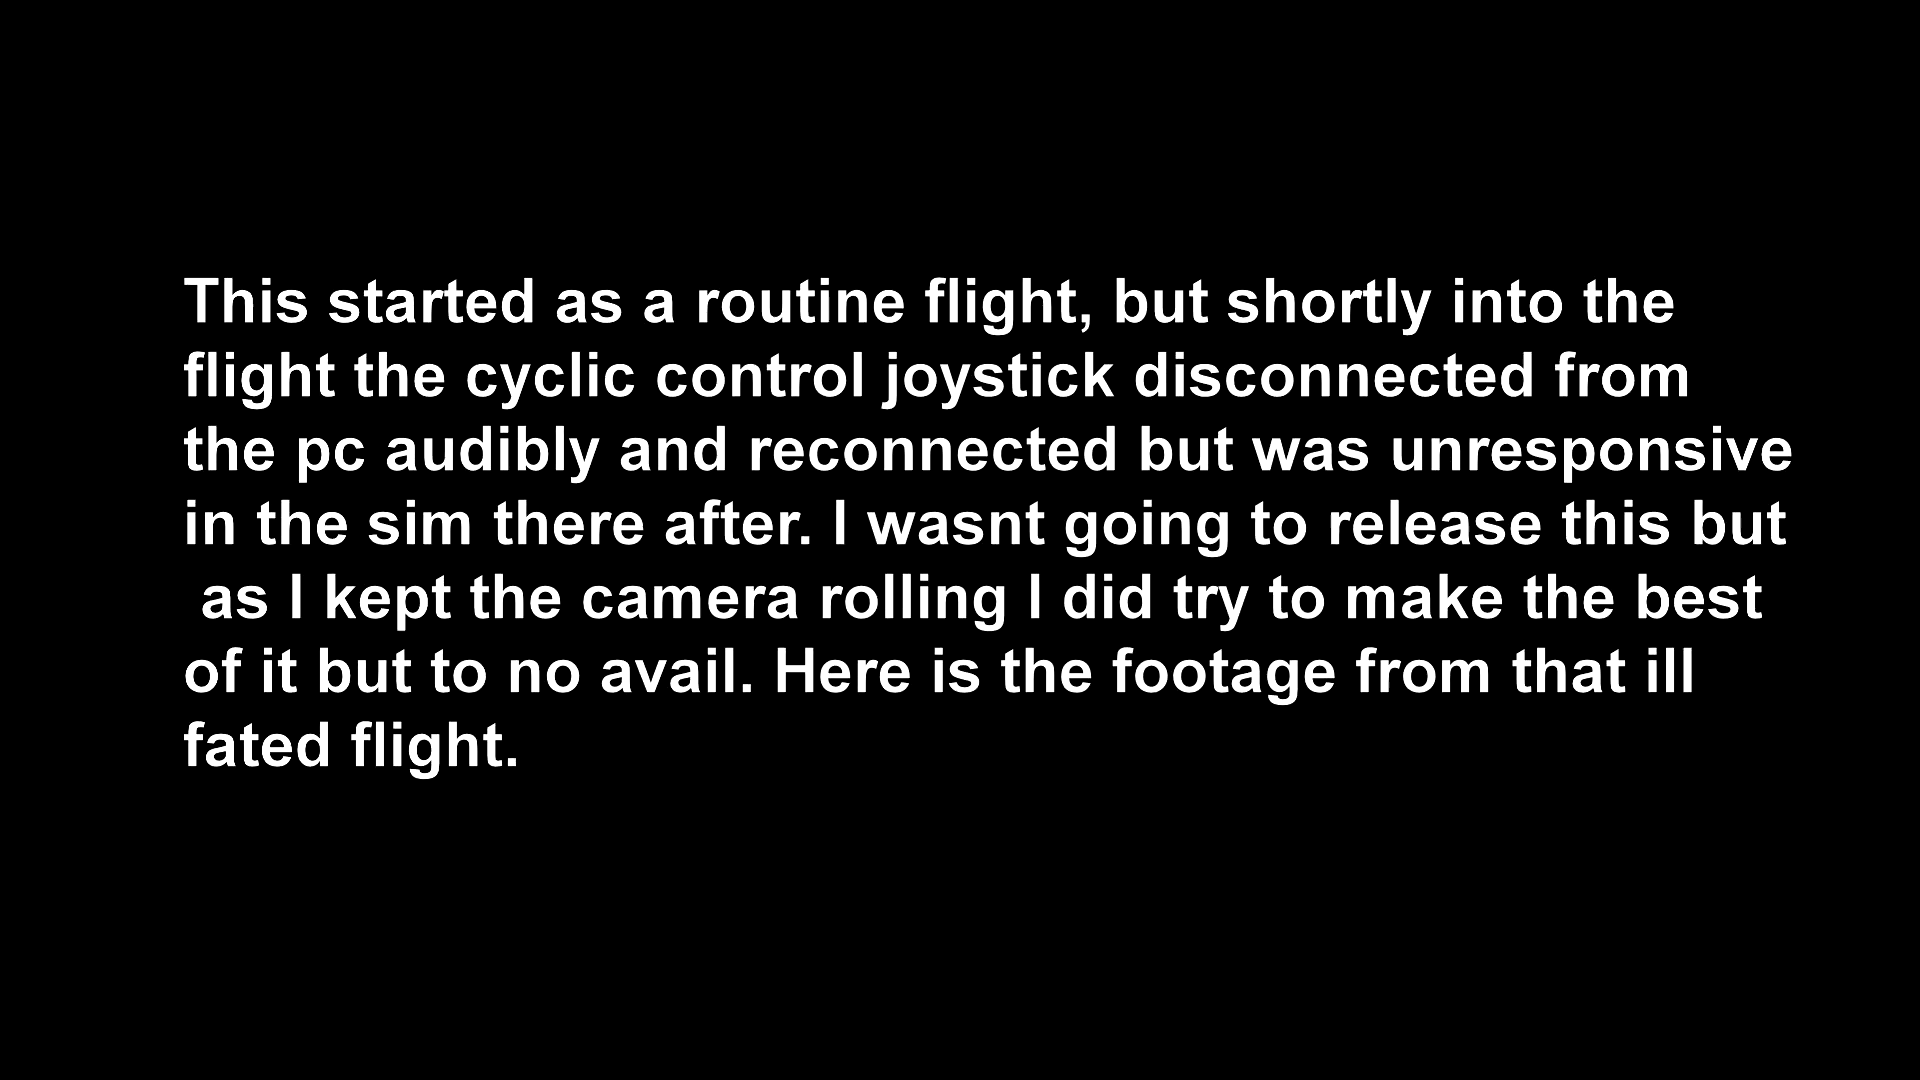 This started as a routine flight, but shortly into the
flight the cyclic control joystick disconnected from
the pc audibly and reconnected but was unresponsive
in the sim there after. I wasnt going to release this but
as I kept the camera rolling I did try to make the best
of it but to no avail. Here is the footage from that ill
fated flight.